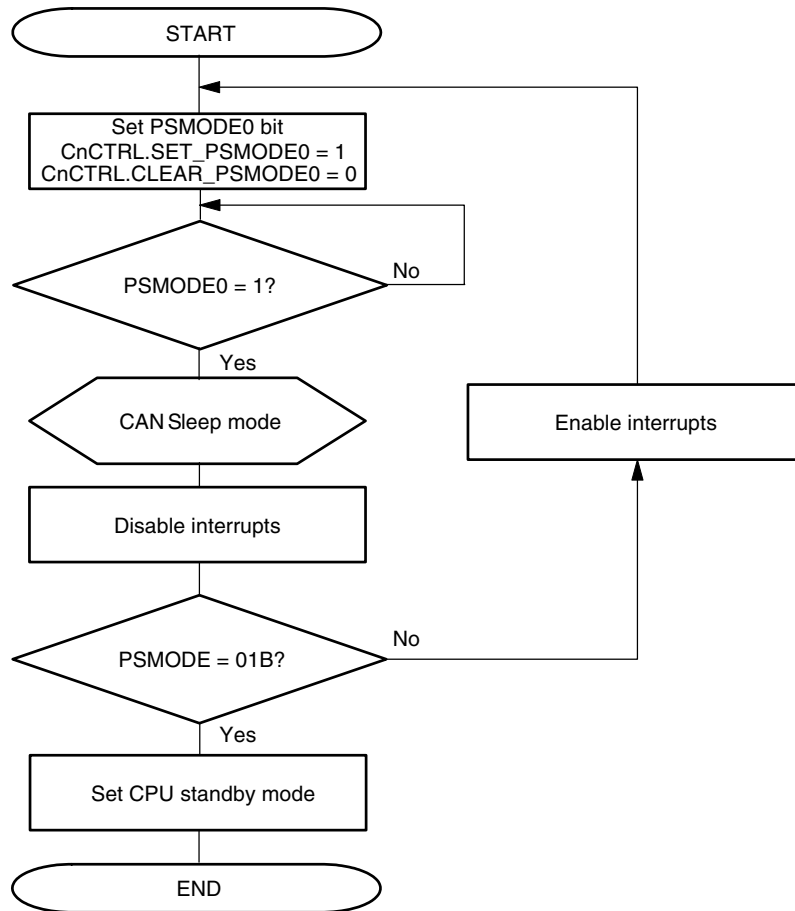 START
Set PSMODE0 bit
CnCTRL.SET_PSMODE0 = 1
CnCTRL.CLEAR_PSMODE0 = 0
PSMODE0 = 1?
No
Yes
CAN Sleep mode
Enable interrupts
Disable interrupts
PSMODE = 01B?
No
Yes
Set CPU standby mode
END